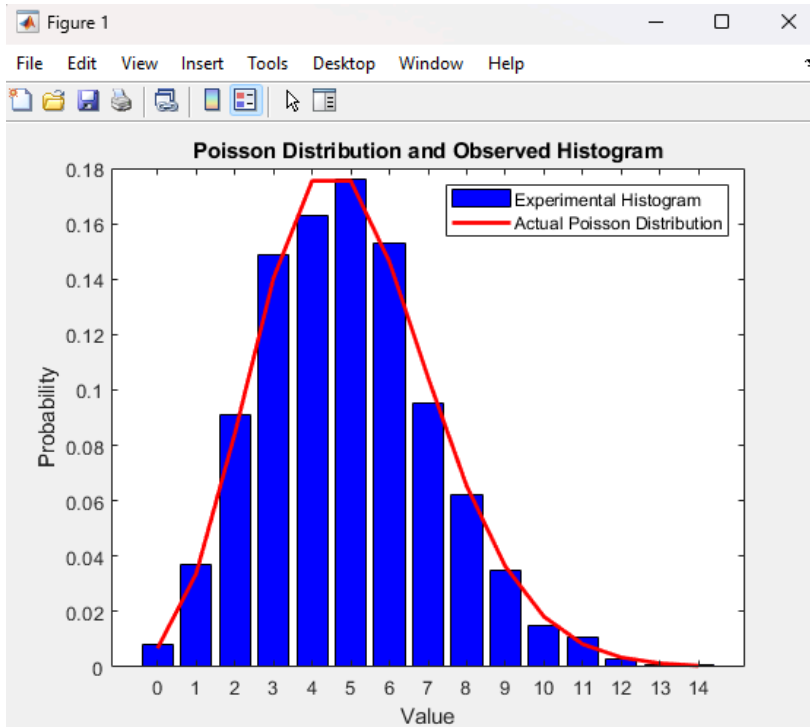 Figure 1
File Edit View Insert Tools Desktop Window Help
Poisson Distribution and Observed Histogram
Experimental Histogram
Actual Poisson Distribution
Probability
0.18
0.16
0.14
0.12
0.1
0.08
0.06
0.04
0.02
0
0 1 2 3 4 5 6 7 8 9 10 11 12 13 14
Value